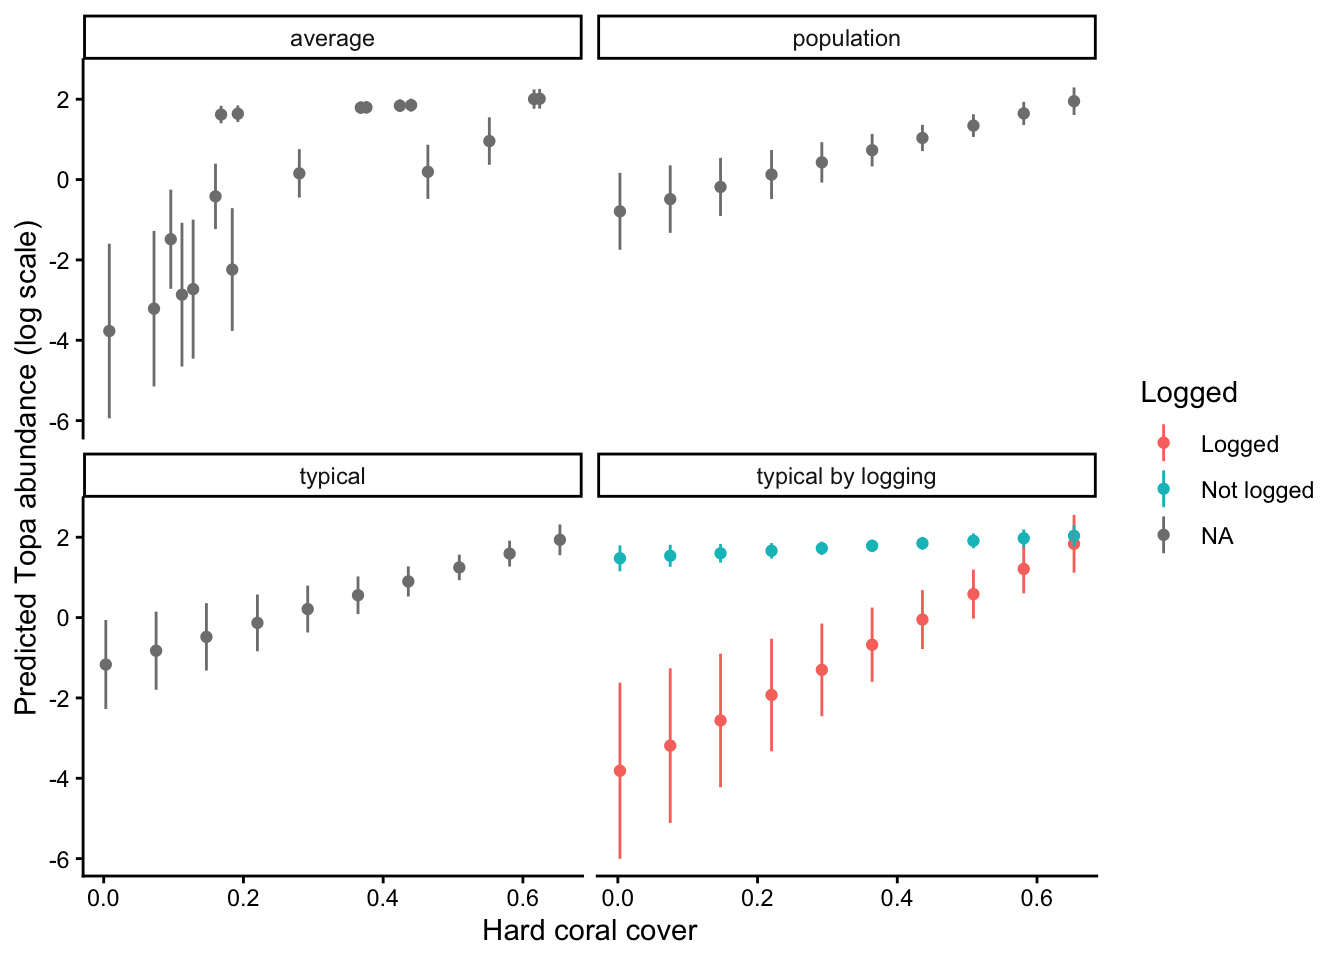 average
population
2
0
-2
-4
-6
typical
typical by logging
2
0
-2
-4
-6
0.0
0.2
0.4
0.6
0.0
0.2
0.4
0.6
Hard coral cover
Predicted Topa abundance (log scale)
Logged
Logged
Not logged
NA